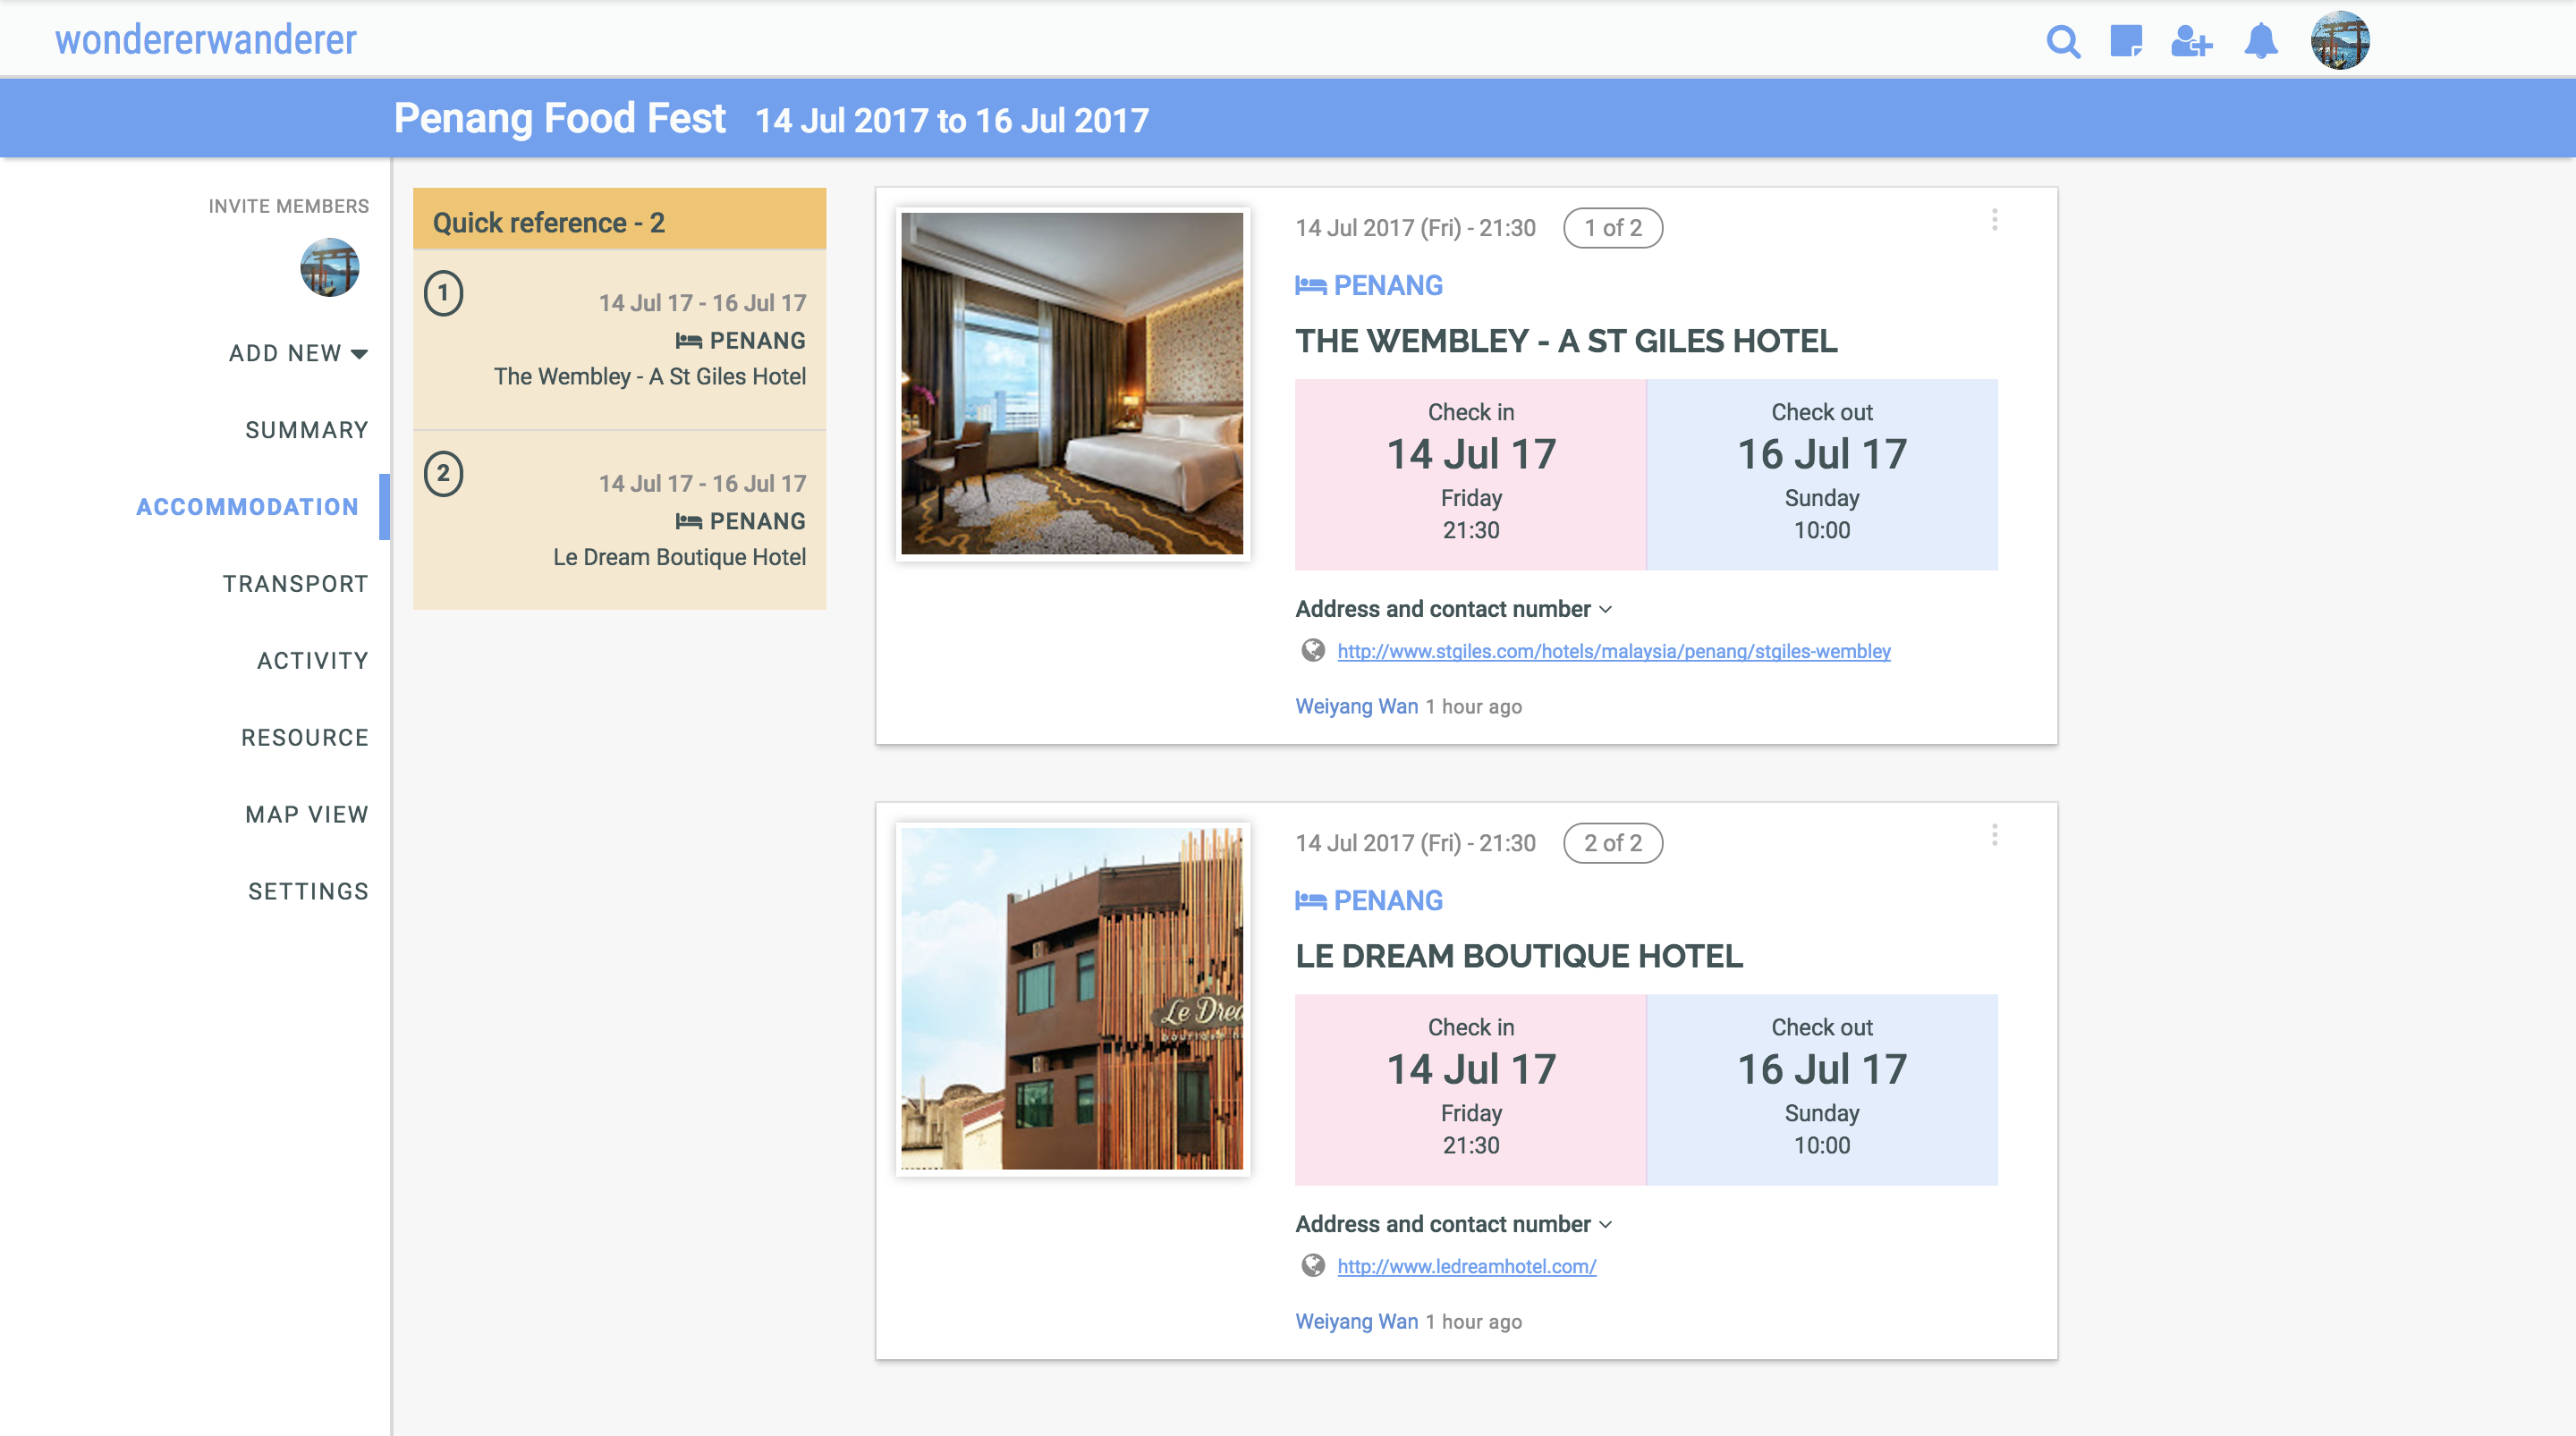 wondererwanderer
Penang Food Fest 14 Jul 2017 to 16 Jul 2017
INVITE MEMBERS
ADD NEW
SUMMARY
ACCOMMODATION
TRANSPORT
ACTIVITY
RESOURCE
MAP VIEW
SETTINGS
Quick reference - 2
1
14 Jul 17 - 16 Jul 17
PENANG
The Wembley - A St Giles Hotel
2
14 Jul 17 - 16 Jul 17
PENANG
Le Dream Boutique Hotel
14 Jul 2017 (Fri) - 21:30 1 of 2
PENANG
THE WEMBLEY - A ST GILES HOTEL
Check in
14 Jul 17
Friday
21:30
Check out
16 Jul 17
Sunday
10:00
Address and contact number
http://www.stgiles.com/hotels/malaysia/penang/stgiles-wembley
Weiyang Wan 1 hour ago
Le Drea
14 Jul 2017 (Fri) - 21:30 2 of 2
PENANG
LE DREAM BOUTIQUE HOTEL
Check in
14 Jul 17
Friday
21:30
Check out
16 Jul 17
Sunday
10:00
Address and contact number
http://www.ledreamhotel.com/
Weiyang Wan 1 hour ago